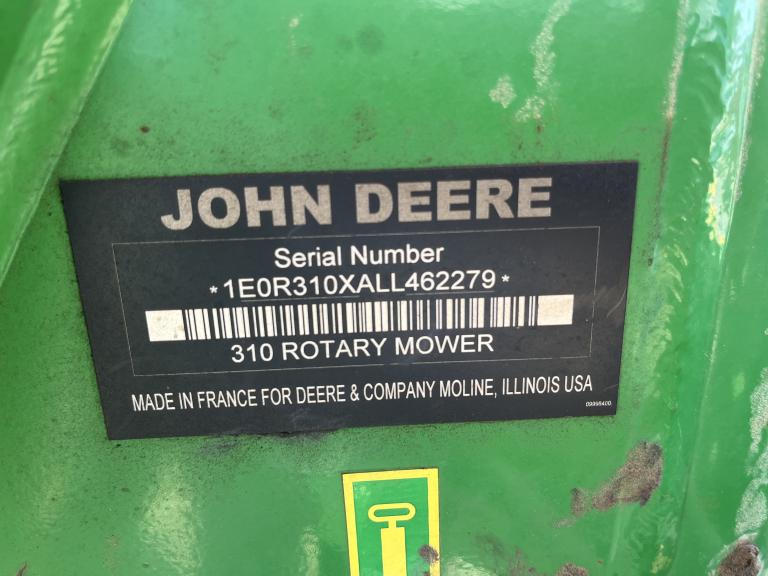 JOHN DEERE
Serial Number
*1E0R310XALL462279*
310 ROTARY MOWER
MADE IN FRANCE FOR DEERE & COMPANY MOLINE, ILLINOIS USA